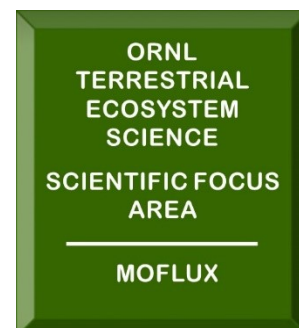 ORNL
TERRESTRIAL
ECOSYSTEM
SCIENCE
SCIENTIFIC FOCUS
AREA
MOFLUX